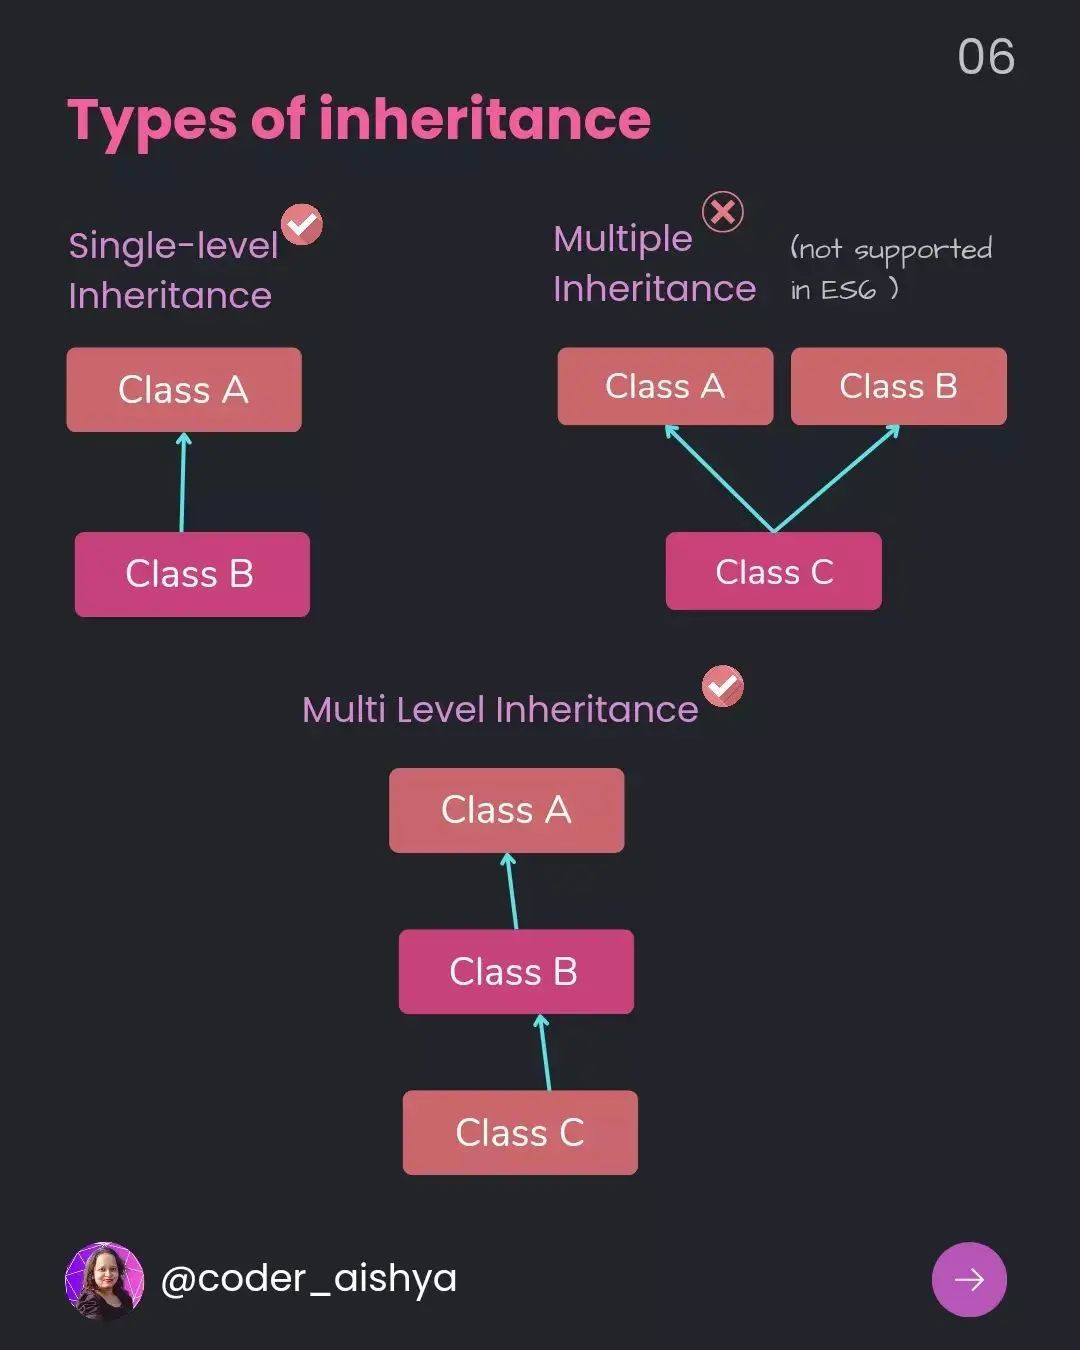 06
Types of inheritance
Single-level
Inheritance
Class A
Class B
Multiple
Inheritance
(not supported
in ES6 )
Class A
Class B
Class C
Multi Level Inheritance
Class A
Class B
Class C
@coder_aishya